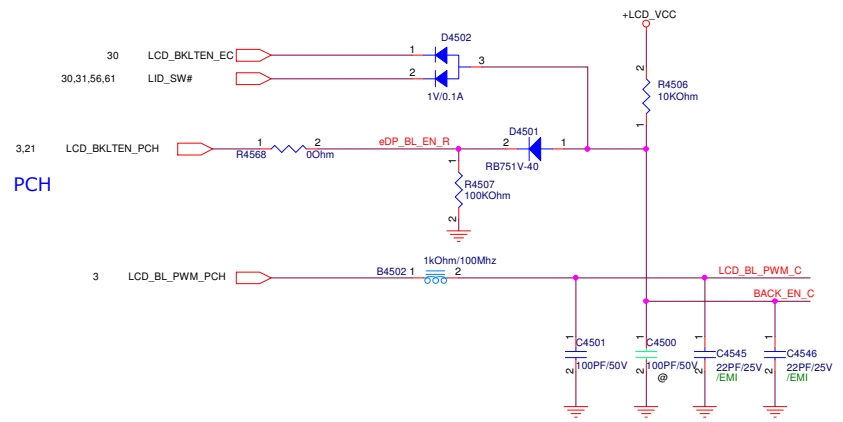 +LCD_VCC
D4502
30 LCD_BKLTEN_EC 1
3
30,31,56,61 LID_SW# 2
1V/0.1A
2
R4506
10KOhm
1
D4501
3,21 LCD_BKLTEN_PCH 1 2 eDP_BL_EN_R 2 1
R4568 0Ohm
RB751V-40
PCH
1
R4507
100KOhm
2
1kOhm/100Mhz
3 LCD_BL_PWM_PCH B4502 1 2 LCD_BL_PWM_C
BACK_EN_C
1 1 1 1
C4501 C4500 C4545 C4546
100PF/50V 100PF/50V 22PF/25V 22PF/25V
2 2 2 2
@ /EMI /EMI